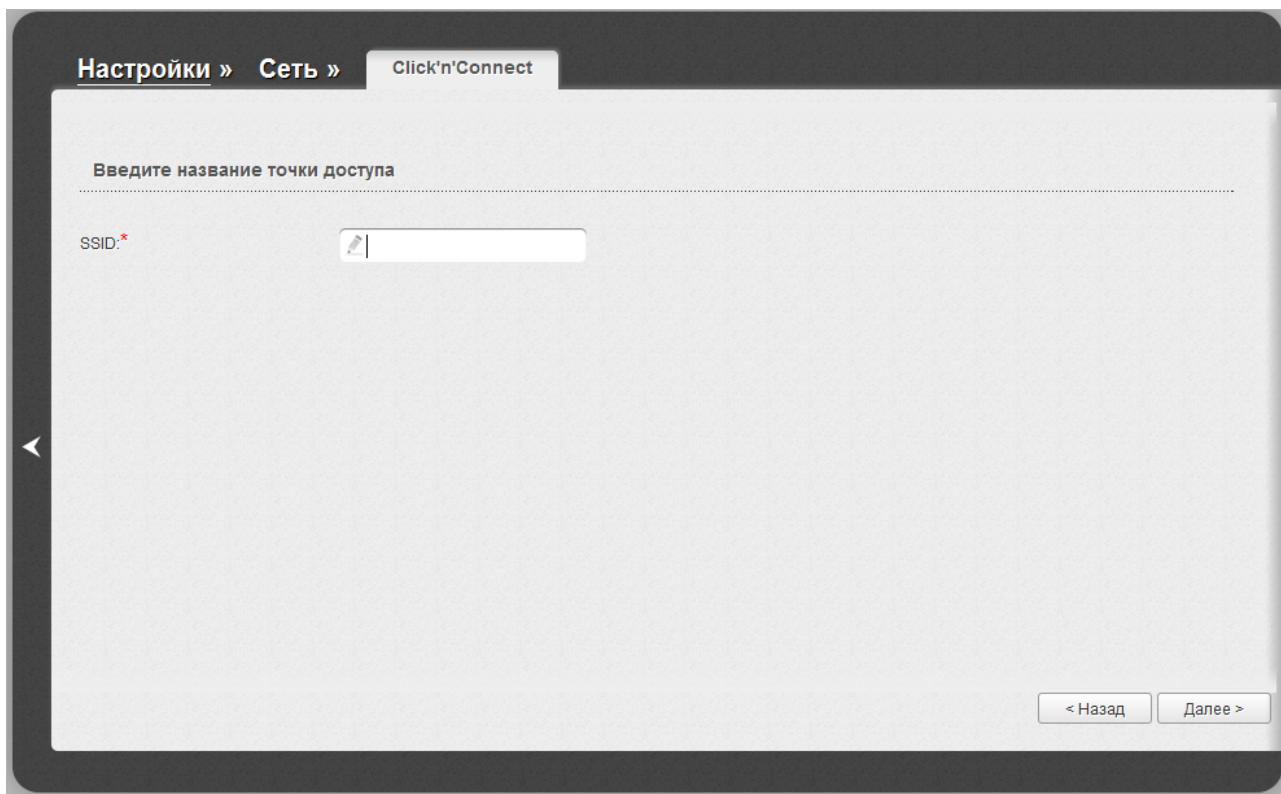 Настройки » Сеть » Click'n'Connect
Введите название точки доступа
SSID:*
< Назад Далее >